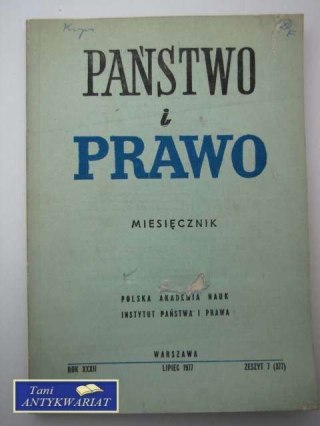 PAŃSTWO
i
PRAWO
MIESIĘCZNIK
POLSKA AKADEMIA NAUK
INSTYTUT PAŃSTWA I PRAWA
WARSZAWA
ROK XXXII LIPIEC 1977 ZESZYT 7 (377)
Tani
ANTYKWARIAT